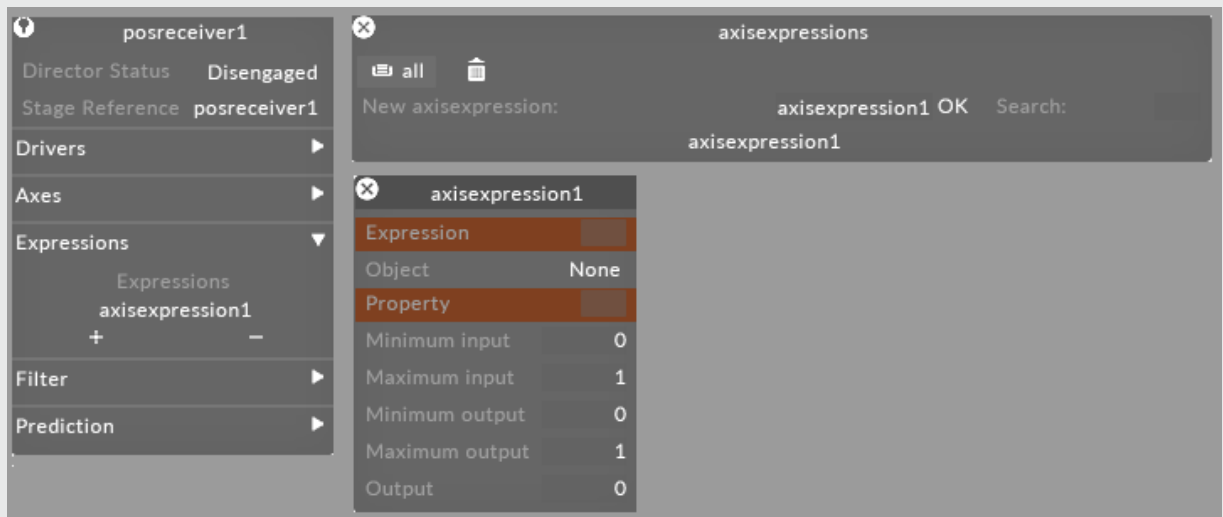 posreceiver1
Director Status Disengaged
Stage Reference posreceiver1
Drivers
Axes
Expressions
Expressions
axisexpression1
+ −
Filter
Prediction
axisexpressions
all
New axisexpression: axisexpression1 OK Search:
axisexpression1
axisexpression1
Expression
Object None
Property
Minimum input 0
Maximum input 1
Minimum output 0
Maximum output 1
Output 0